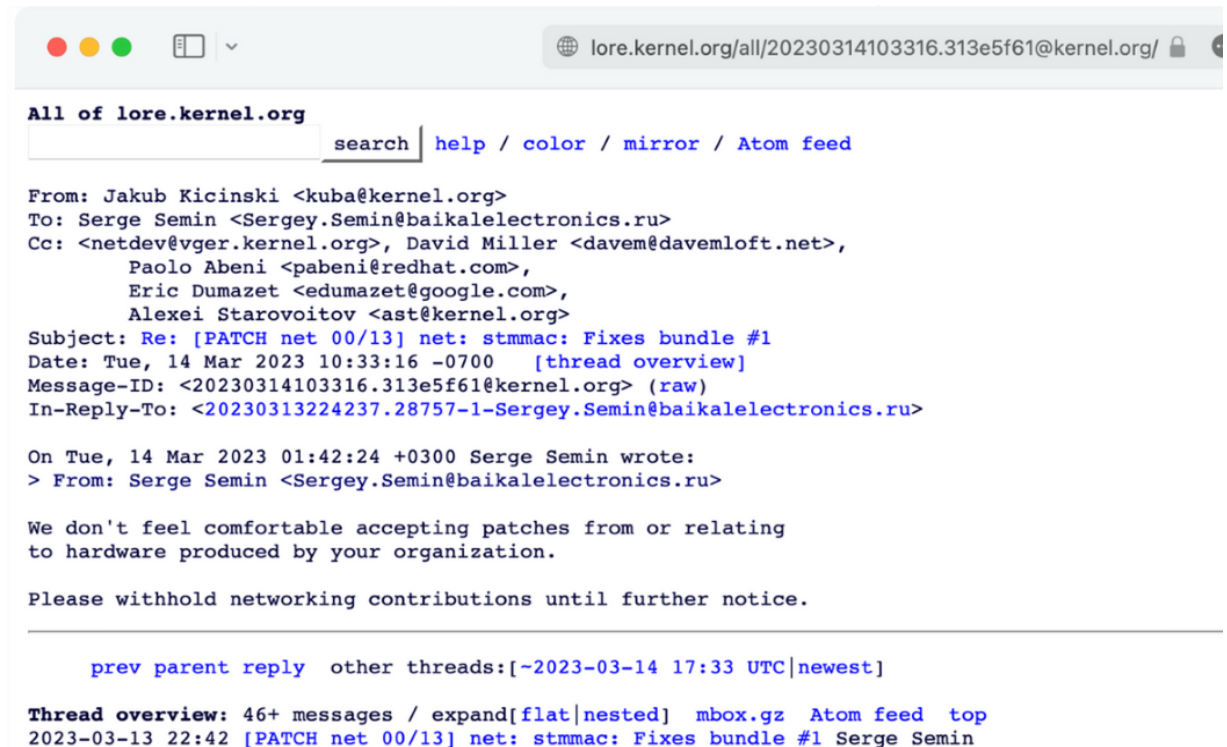 lore.kernel.org/all/20230314103316.313e5f61@kernel.org/
All of lore.kernel.org
search help / color / mirror / Atom feed
From: Jakub Kicinski <kuba@kernel.org>
To: Serge Semin <Sergey.Semin@baikalelectronics.ru>
Cc: <netdev@vger.kernel.org>, David Miller <davem@davemloft.net>,
Paolo Abeni <pabeni@redhat.com>,
Eric Dumazet <edumazet@google.com>,
Alexei Starovoitov <ast@kernel.org>
Subject: Re: [PATCH net 00/13] net: stmmac: Fixes bundle #1
Date: Tue, 14 Mar 2023 10:33:16 -0700 [thread overview]
Message-ID: <20230314103316.313e5f61@kernel.org> (raw)
In-Reply-To: <20230313224237.28757-1-Sergey.Semin@baikalelectronics.ru>
On Tue, 14 Mar 2023 01:42:24 +0300 Serge Semin wrote:
> From: Serge Semin <Sergey.Semin@baikalelectronics.ru>
We don't feel comfortable accepting patches from or relating
to hardware produced by your organization.
Please withhold networking contributions until further notice.
prev parent reply other threads:[~2023-03-14 17:33 UTC|newest]
Thread overview: 46+ messages / expand[flat|nested] mbox.gz Atom feed top
2023-03-13 22:42 [PATCH net 00/13] net: stmmac: Fixes bundle #1 Serge Semin